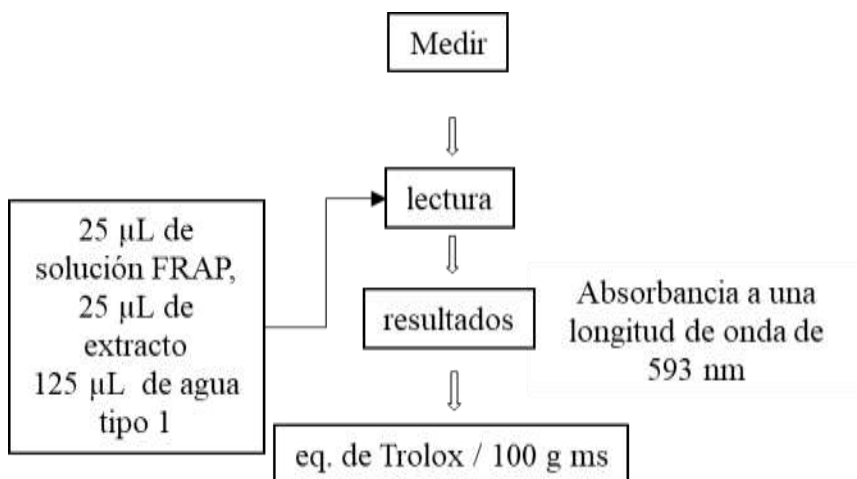 Medir
lectura
25 µL de
solución FRAP,
25 µL de
extracto
125 µL de agua
tipo 1
resultados
Absorbancia a una
longitud de onda de
593 nm
eq. de Trolox / 100 g ms